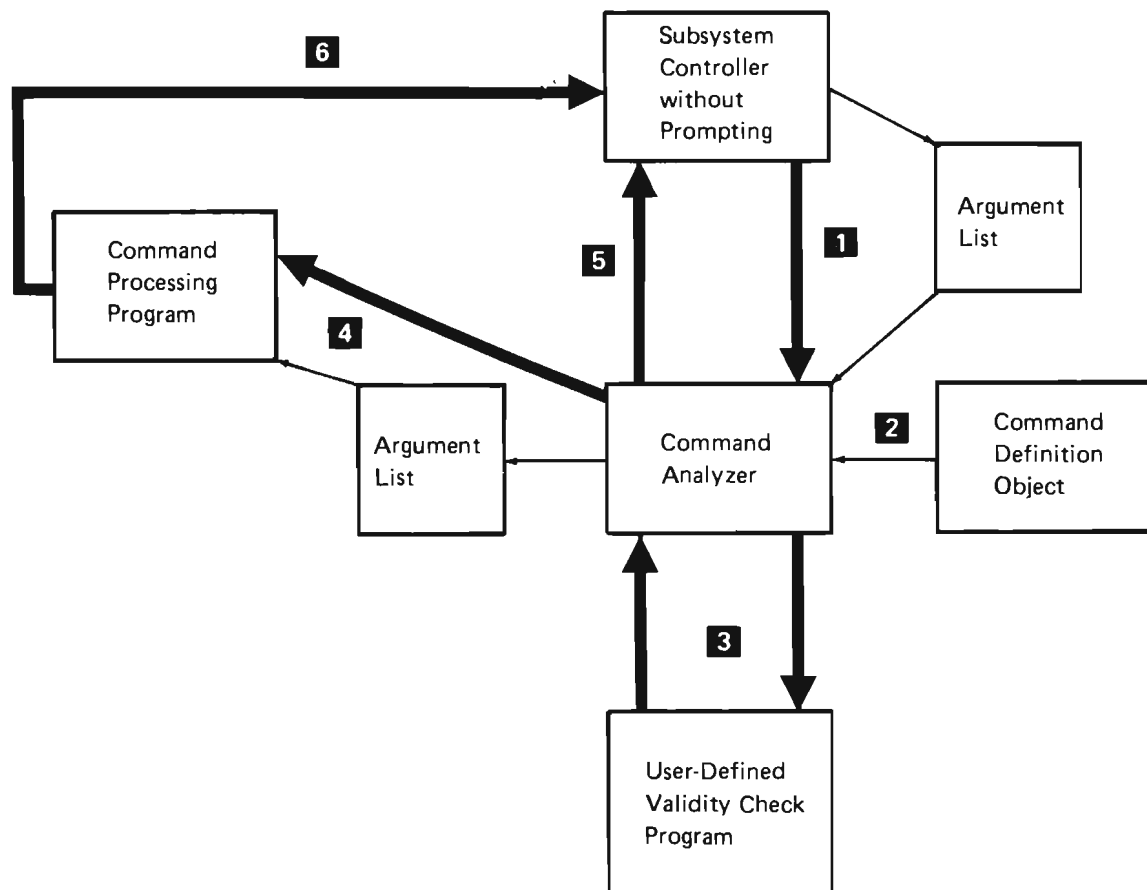 6
Subsystem
Controller
without
Prompting
Argument
List
Command
Processing
Program
5
1
4
Argument
List
Command
Analyzer
2
Command
Definition
Object
3
User-Defined
Validity Check
Program